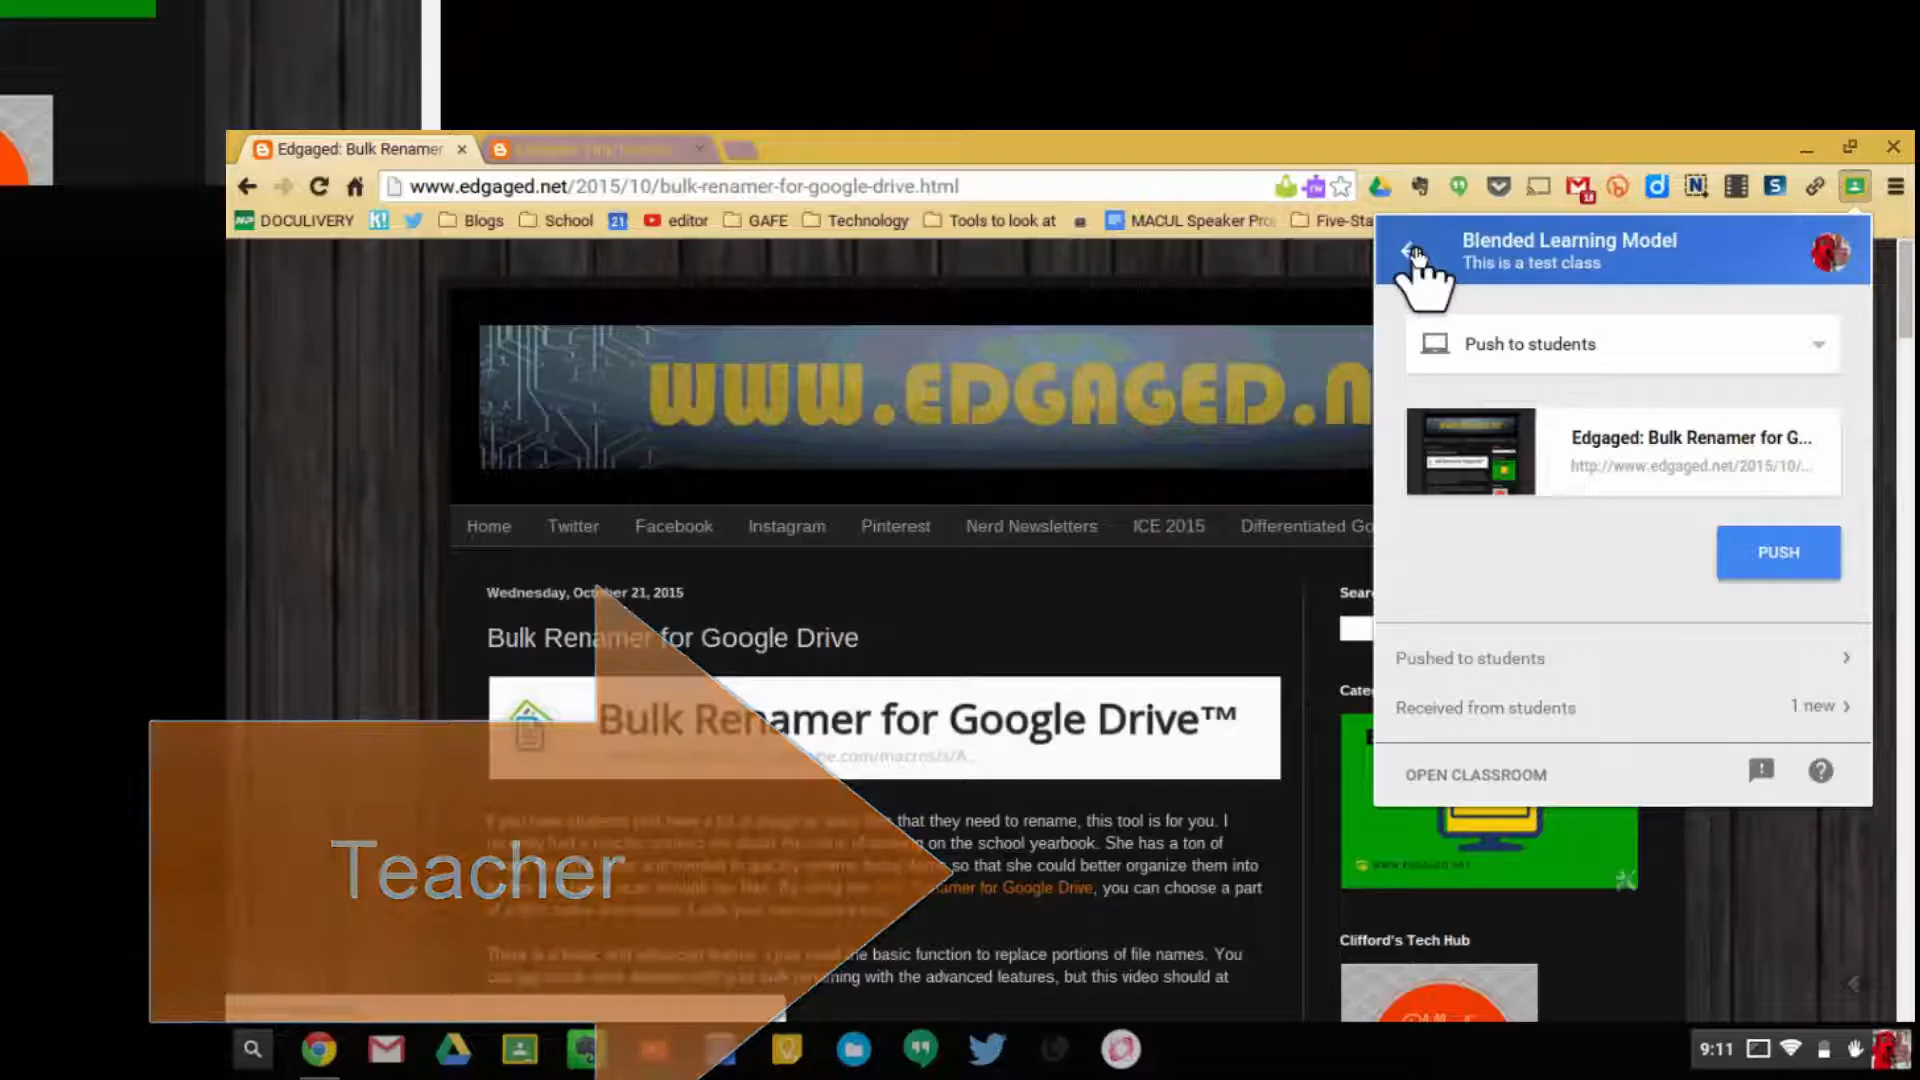 Edgaged: Bulk Renamer
www.edgaged.net/2015/10/bulk-renamer-for-google-drive.html
DOCULIVERY
Blogs
School
21
editor
GAFE
Technology
Tools to look at
MACUL Speaker Pro
Five-Sta
Blended Learning Model
This is a test class
Push to students
Edgaged: Bulk Renamer for G...
http://www.edgaged.net/2015/10/...
PUSH
Pushed to students
Received from students
1 new
OPEN CLASSROOM
WWW.EDGAGED.N
Home
Twitter
Facebook
Instagram
Pinterest
Nerd Newsletters
ICE 2015
Differentiated Go
Wednesday, October 21, 2015
Bulk Renamer for Google Drive
Bulk Renamer for Google Drive™
that they need to rename, this tool is for you. I
on the school yearbook. She has a ton of
so that she could better organize them into
for Google Drive, you can choose a part
basic function to replace portions of file names. You
with the advanced features, but this video should at
Sear
Cate
Clifford's Tech Hub
Teacher
9:11